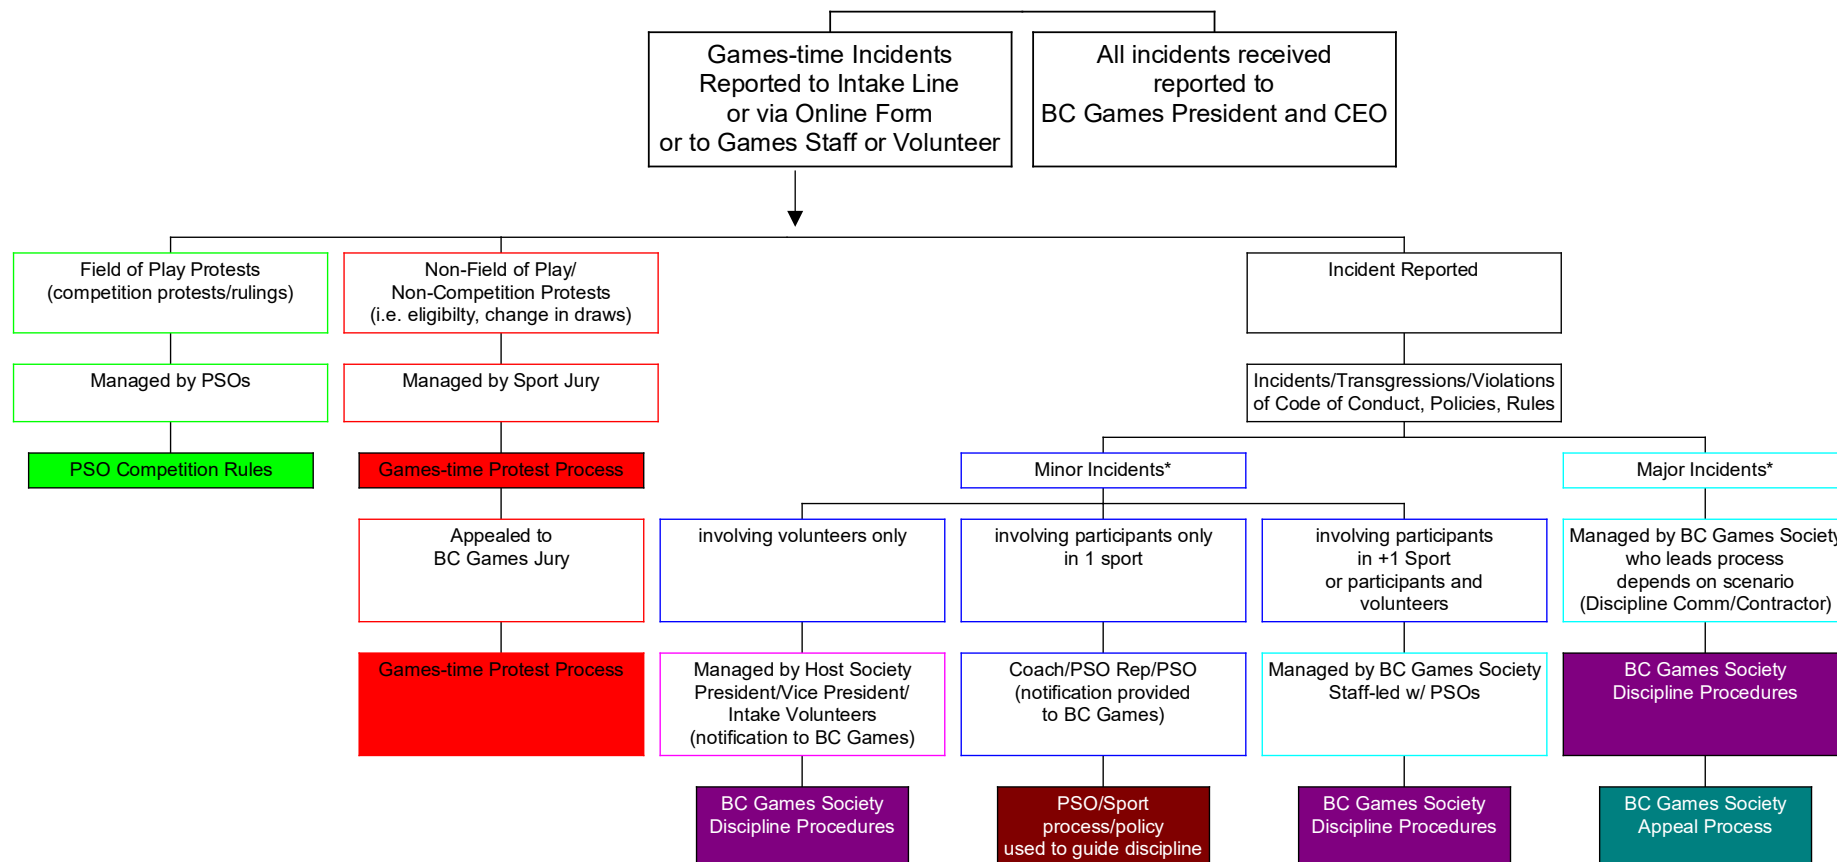 Games-time Incidents
Reported to Intake Line
or via Online Form
or to Games Staff or Volunteer
All incidents received
reported to
BC Games President and CEO
Field of Play Protests
(competition protests/rulings)
Non-Field of Play/
Non-Competition Protests
(i.e. eligibilty, change in draws)
Incident Reported
Managed by PSOs
Managed by Sport Jury
Incidents/Transgressions/Violations
of Code of Conduct, Policies, Rules
PSO Competition Rules
Games-time Protest Process
Minor Incidents*
Major Incidents*
Appealed to
BC Games Jury
involving volunteers only
involving participants only
in 1 sport
involving participants
in +1 Sport
or participants and
volunteers
Managed by BC Games Society
who leads process
depends on scenario
(Discipline Comm/Contractor)
Games-time Protest Process
Managed by Host Society
President/Vice President/
Intake Volunteers
(notification to BC Games)
Coach/PSO Rep/PSO
(notification provided
to BC Games)
Managed by BC Games Society
Staff-led w/ PSOs
BC Games Society
Discipline Procedures
BC Games Society
Discipline Procedures
PSO/Sport
process/policy
used to guide discipline
BC Games Society
Discipline Procedures
BC Games Society
Appeal Process